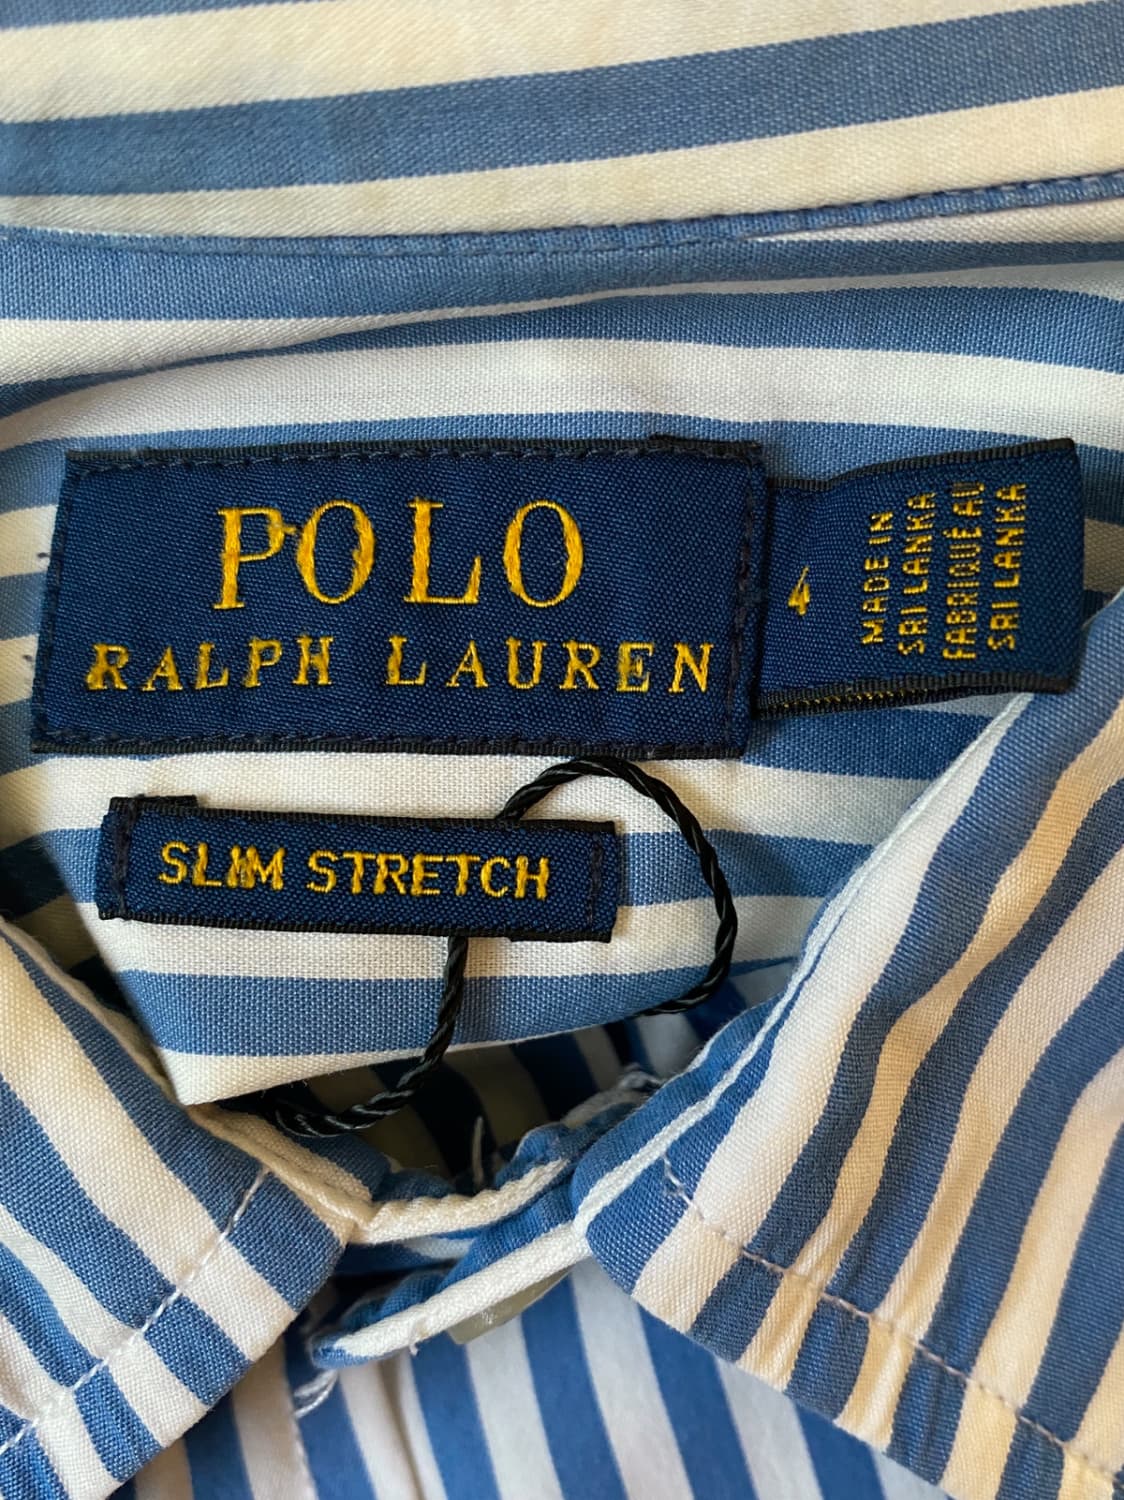 POLO
RALPH LAUREN
4
MADE IN
SRI LANKA
FABRIQUÉ AU
SRI LANKA
SLIM STRETCH